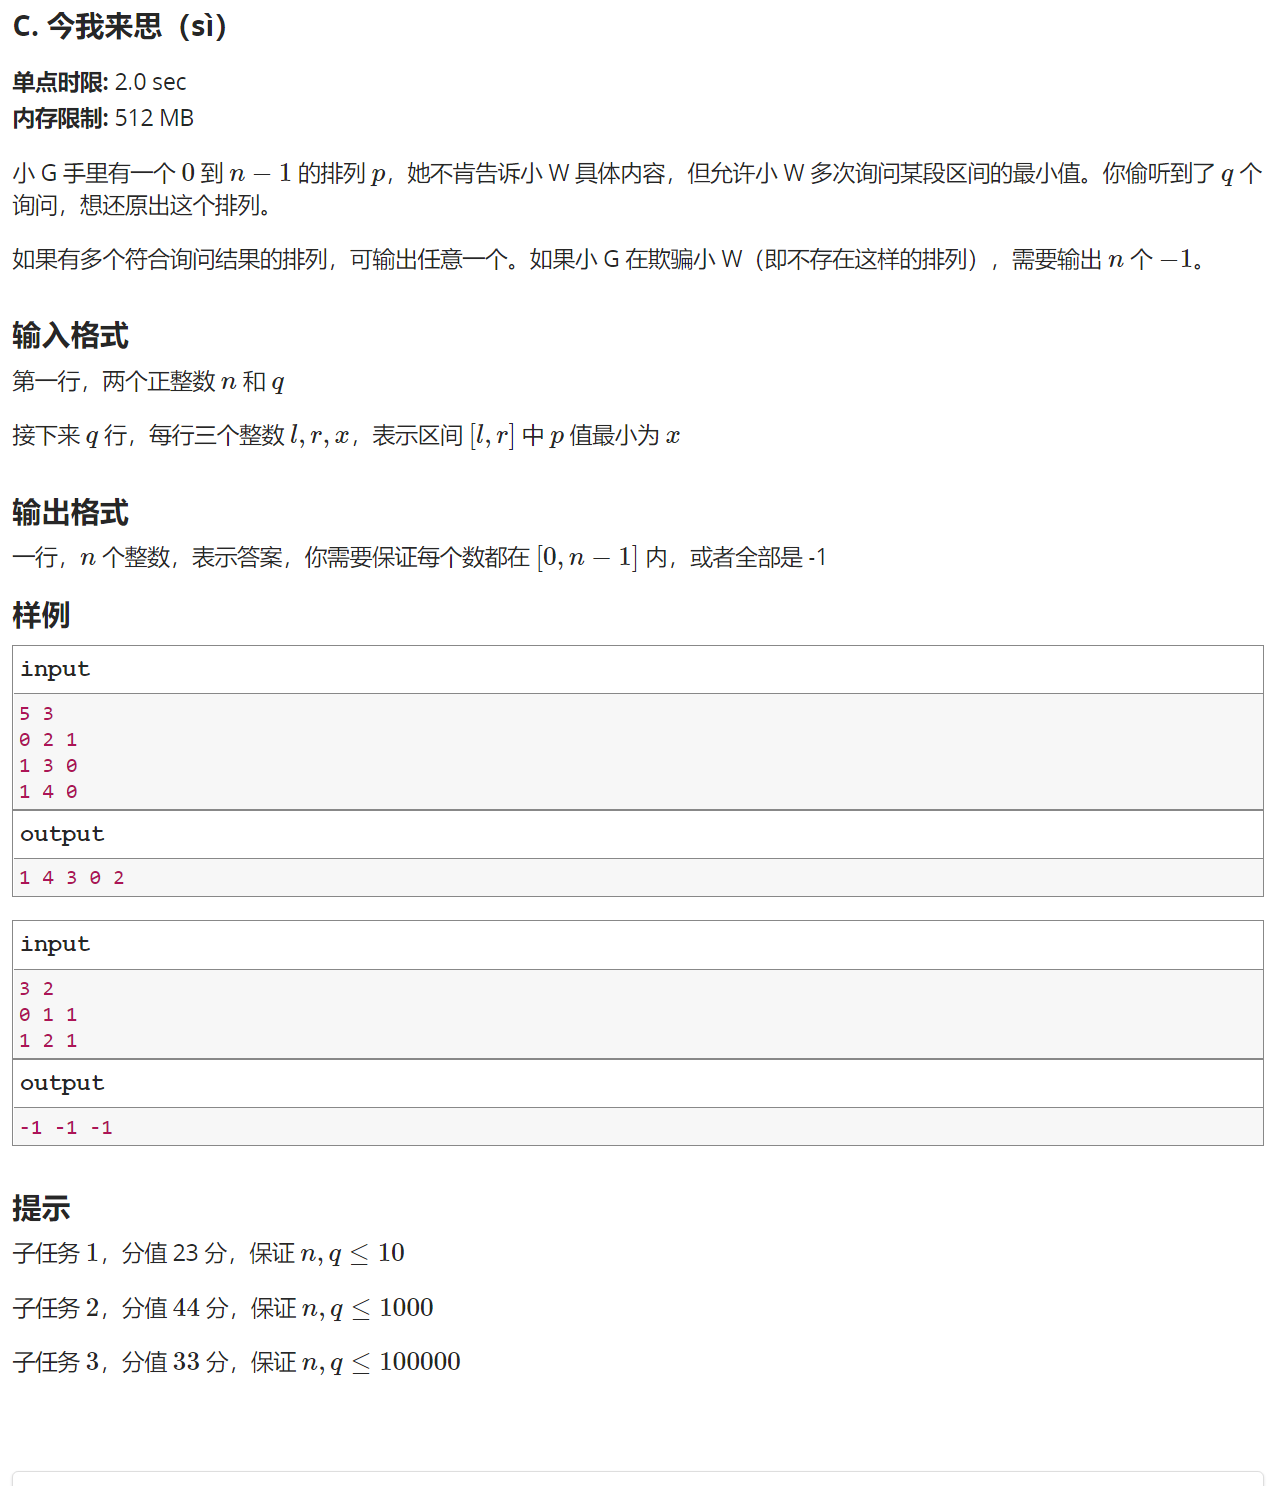 C. 今我来思（sì）
单点时限: 2.0 sec
内存限制: 512 MB
小 G 手里有一个 0 到 n − 1 的排列 p，她不肯告诉小 W 具体内容，但允许小 W 多次询问某段区间的最小值。你偷听到了 q 个
询问，想还原出这个排列。
如果有多个符合询问结果的排列，可输出任意一个。如果小 G 在欺骗小 W（即不存在这样的排列），需要输出 n 个 −1。
输入格式
第一行，两个正整数 n 和 q
接下来 q 行，每行三个整数 l, r, x，表示区间 [l, r] 中 p 值最小为 x
输出格式
一行，n 个整数，表示答案，你需要保证每个数都在 [0, n − 1] 内，或者全部是 -1
样例
input
5 3
0 2 1
1 3 0
1 4 0
output
1 4 3 0 2
input
3 2
0 1 1
1 2 1
output
-1 -1 -1
提示
子任务 1，分值 23 分，保证 n, q ≤ 10
子任务 2，分值 44 分，保证 n, q ≤ 1000
子任务 3，分值 33 分，保证 n, q ≤ 100000